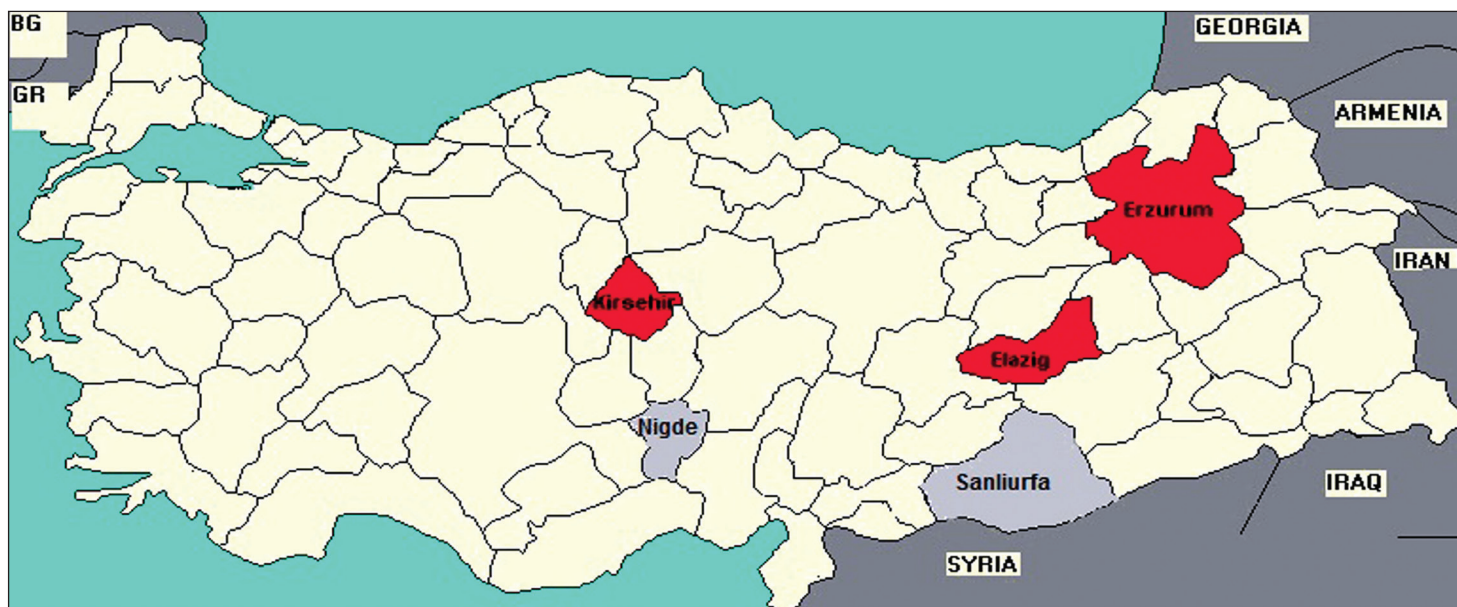 BG
GEORGIA
GR
ARMENIA
Erzurum
IRAN
Kirsehir
Elazig
Nigde
Sanliurfa
IRAQ
SYRIA